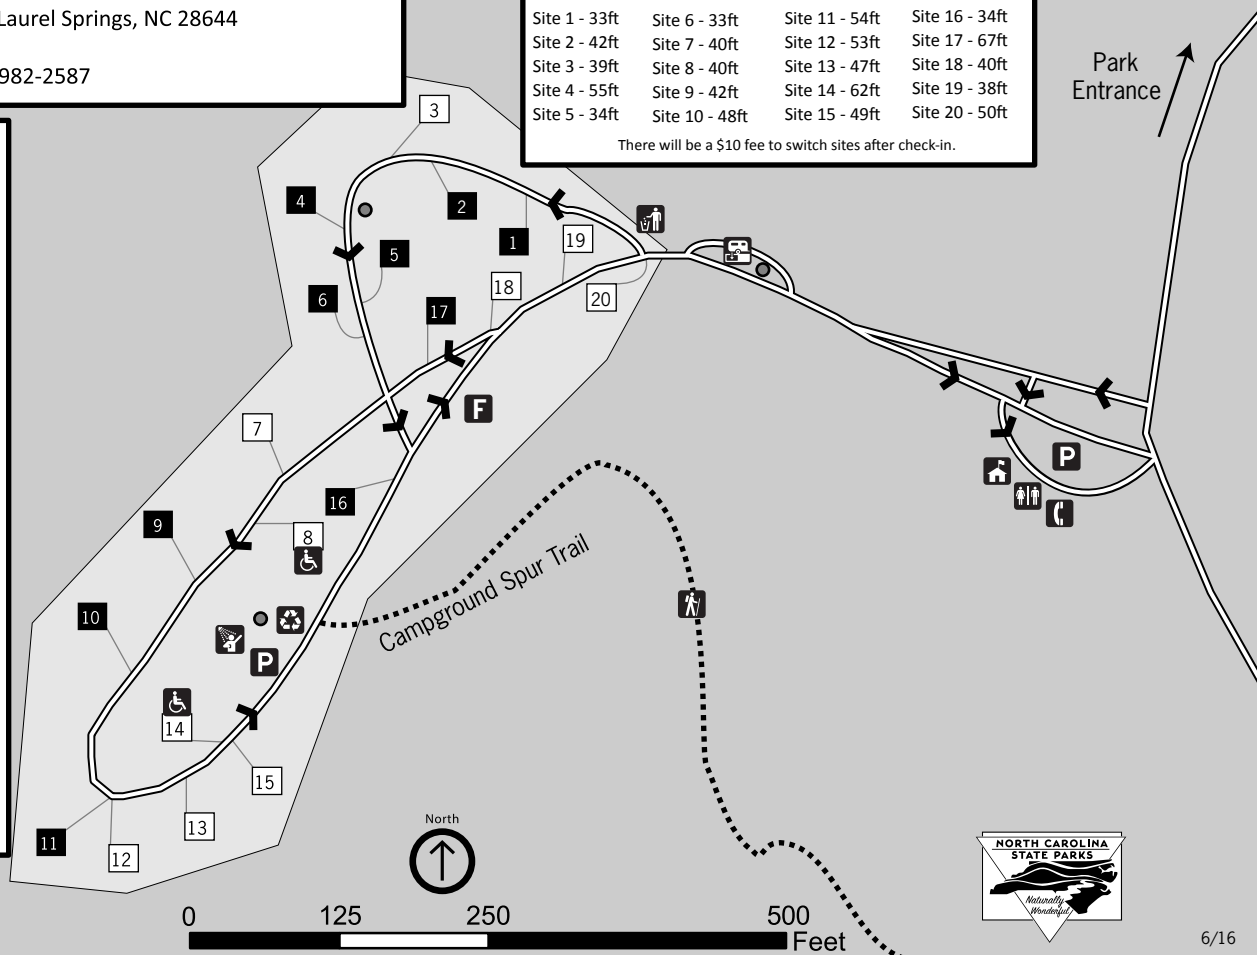 Laurel Springs, NC 28644
982-2587
Site 1 - 33ft
Site 2 - 42ft
Site 3 - 39ft
Site 4 - 55ft
Site 5 - 34ft
Site 6 - 33ft
Site 7 - 40ft
Site 8 - 40ft
Site 9 - 42ft
Site 10 - 48ft
Site 11 - 54ft
Site 12 - 53ft
Site 13 - 47ft
Site 14 - 62ft
Site 15 - 49ft
Site 16 - 34ft
Site 17 - 67ft
Site 18 - 40ft
Site 19 - 38ft
Site 20 - 50ft
There will be a $10 fee to switch sites after check-in.
Park
Entrance
3
4
2
1
19
5
6
18
20
17
F
7
16
9
8
10
P
14
15
13
11
12
P
Campground Spur Trail
North
0 125 250 500
Feet
NORTH CAROLINA
STATE PARKS
Naturally
Wonderful
6/16